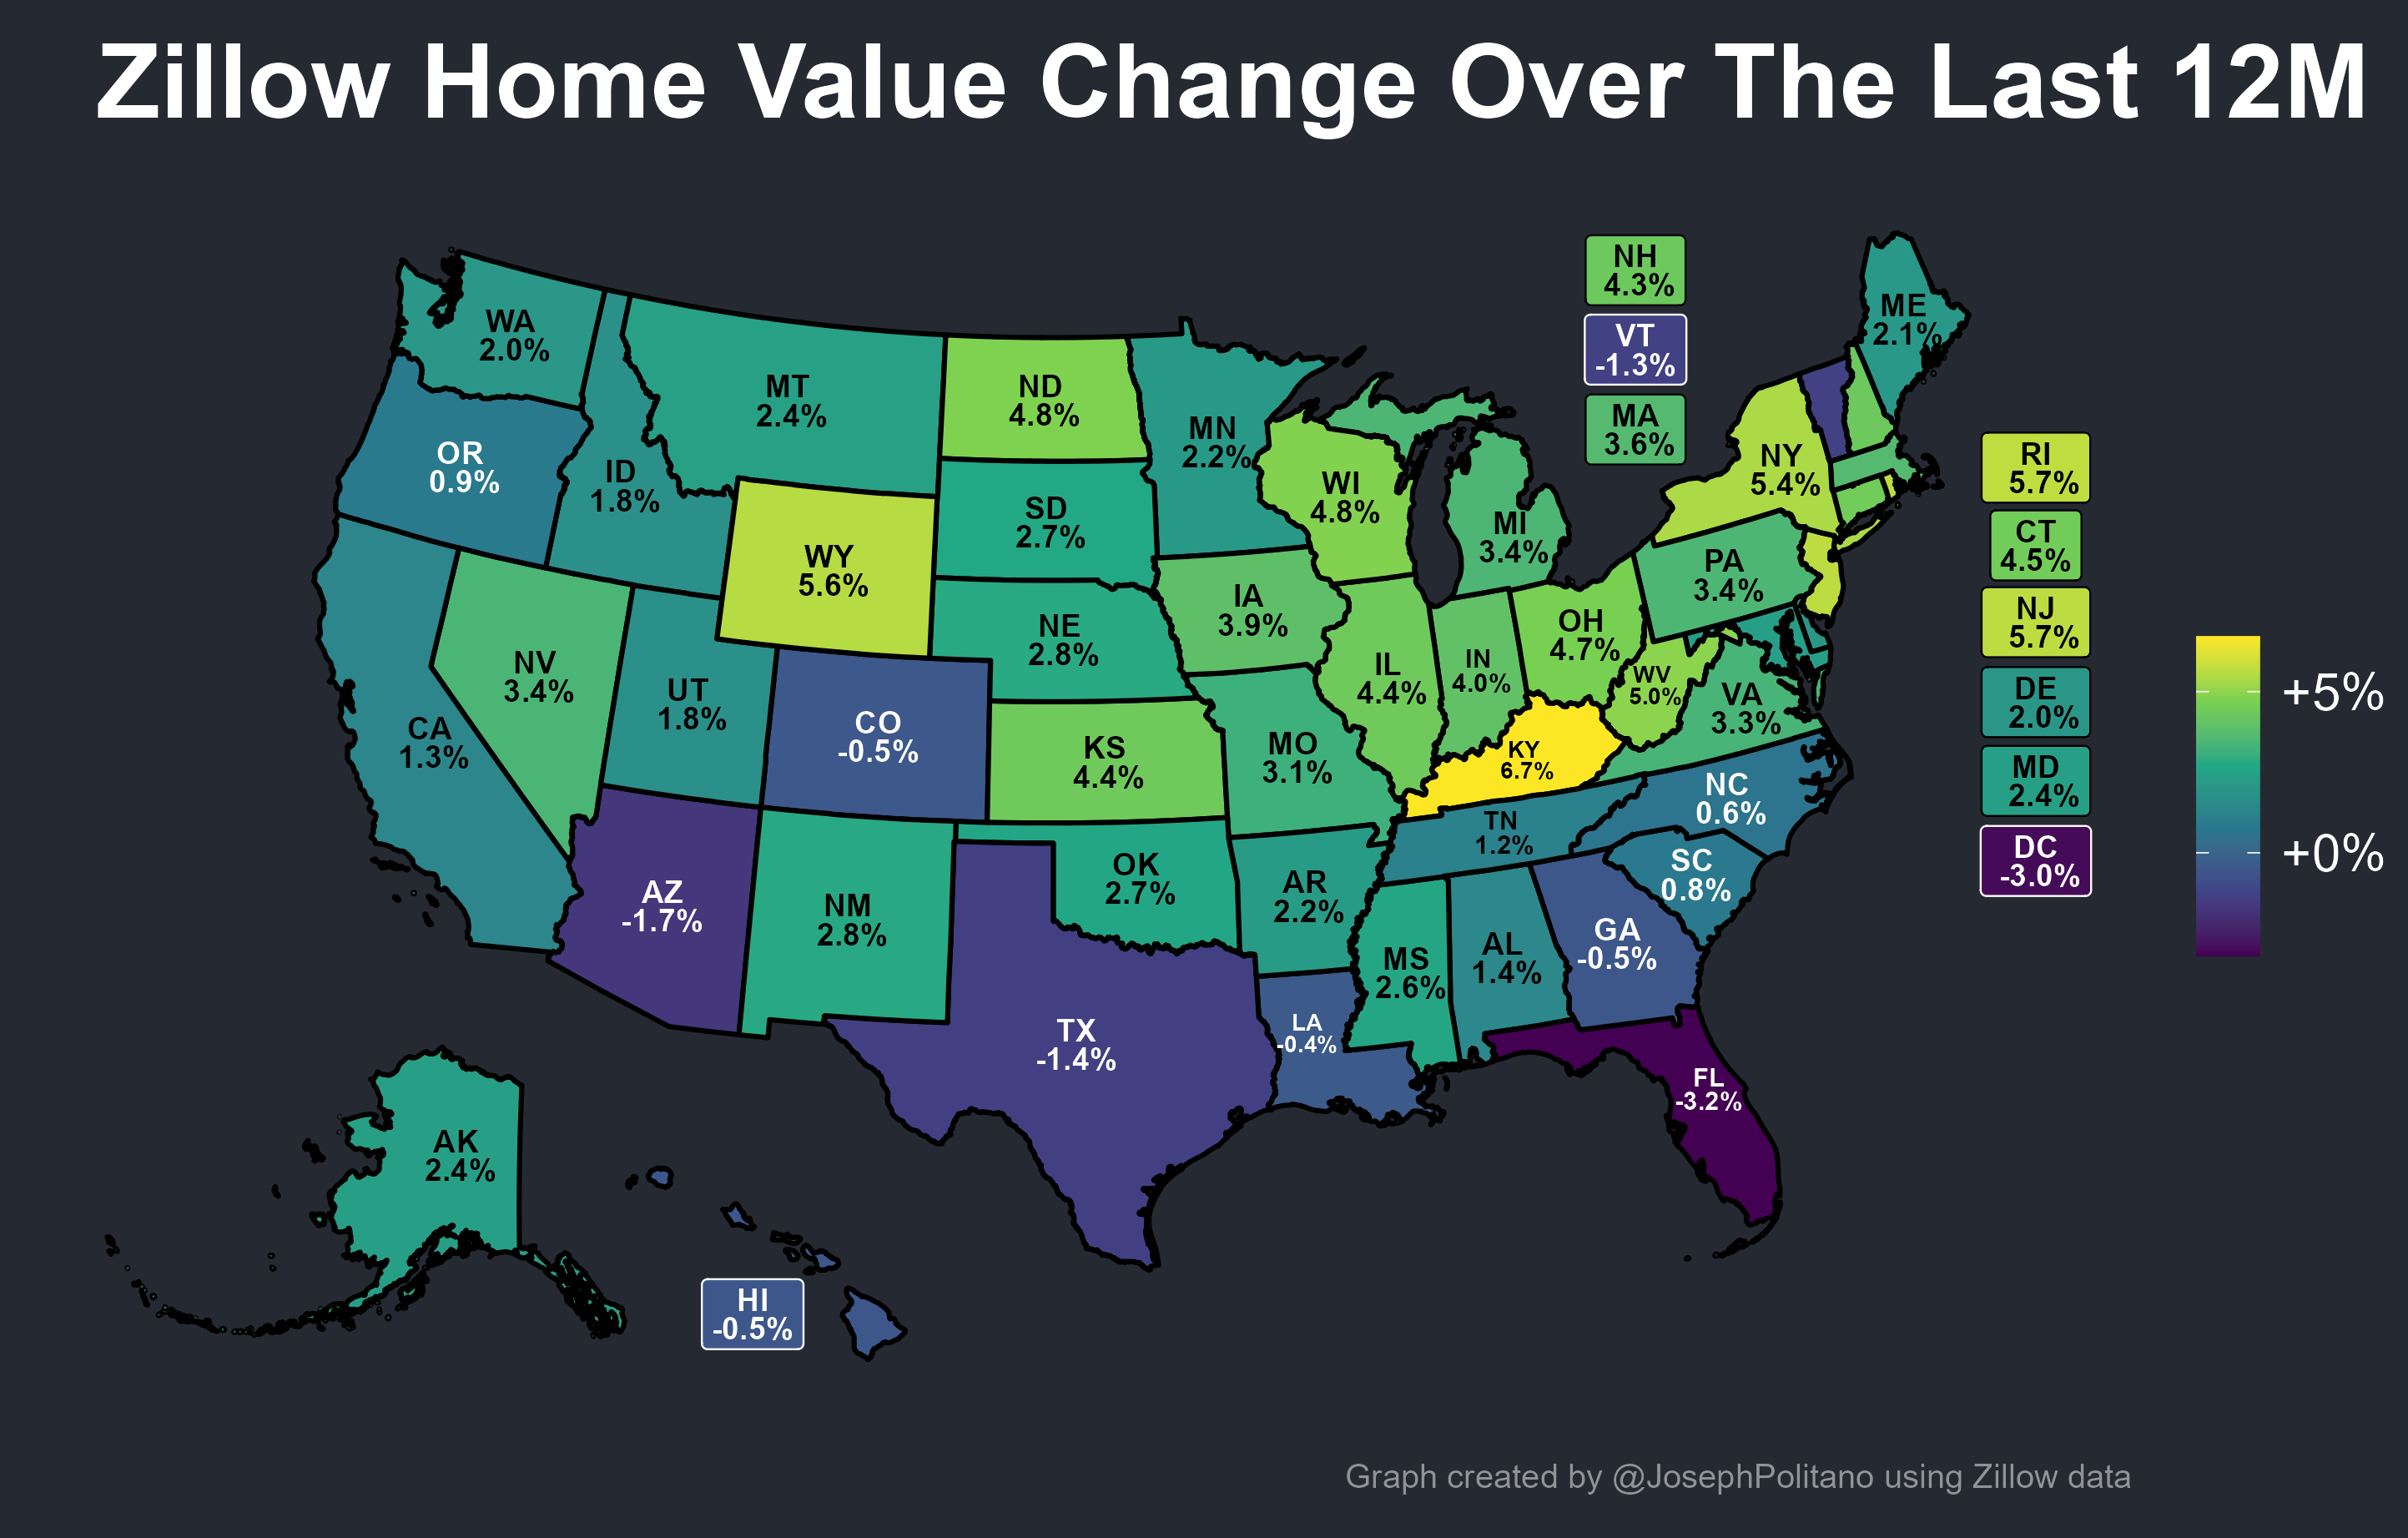 Zillow Home Value Change Over The Last 12M
NH
4.3%
VT
-1.3%
MA
3.6%
ME
2.1%
WA
2.0%
MT
2.4%
ND
4.8%
MN
2.2%
OR
0.9%
ID
1.8%
SD
2.7%
WI
4.8%
MI
3.4%
NY
5.4%
RI
5.7%
CT
4.5%
NJ
5.7%
DE
2.0%
MD
2.4%
DC
-3.0%
WY
5.6%
NE
2.8%
IA
3.9%
IL
4.4%
IN
4.0%
OH
4.7%
PA
3.4%
WV
5.0%
VA
3.3%
NV
3.4%
UT
1.8%
CO
-0.5%
KS
4.4%
MO
3.1%
KY
6.7%
CA
1.3%
TN
1.2%
NC
0.6%
SC
0.8%
AZ
-1.7%
NM
2.8%
OK
2.7%
AR
2.2%
MS
2.6%
AL
1.4%
GA
-0.5%
TX
-1.4%
LA
-0.4%
FL
-3.2%
AK
2.4%
HI
-0.5%
+5%
+0%
Graph created by @JosephPolitano using Zillow data